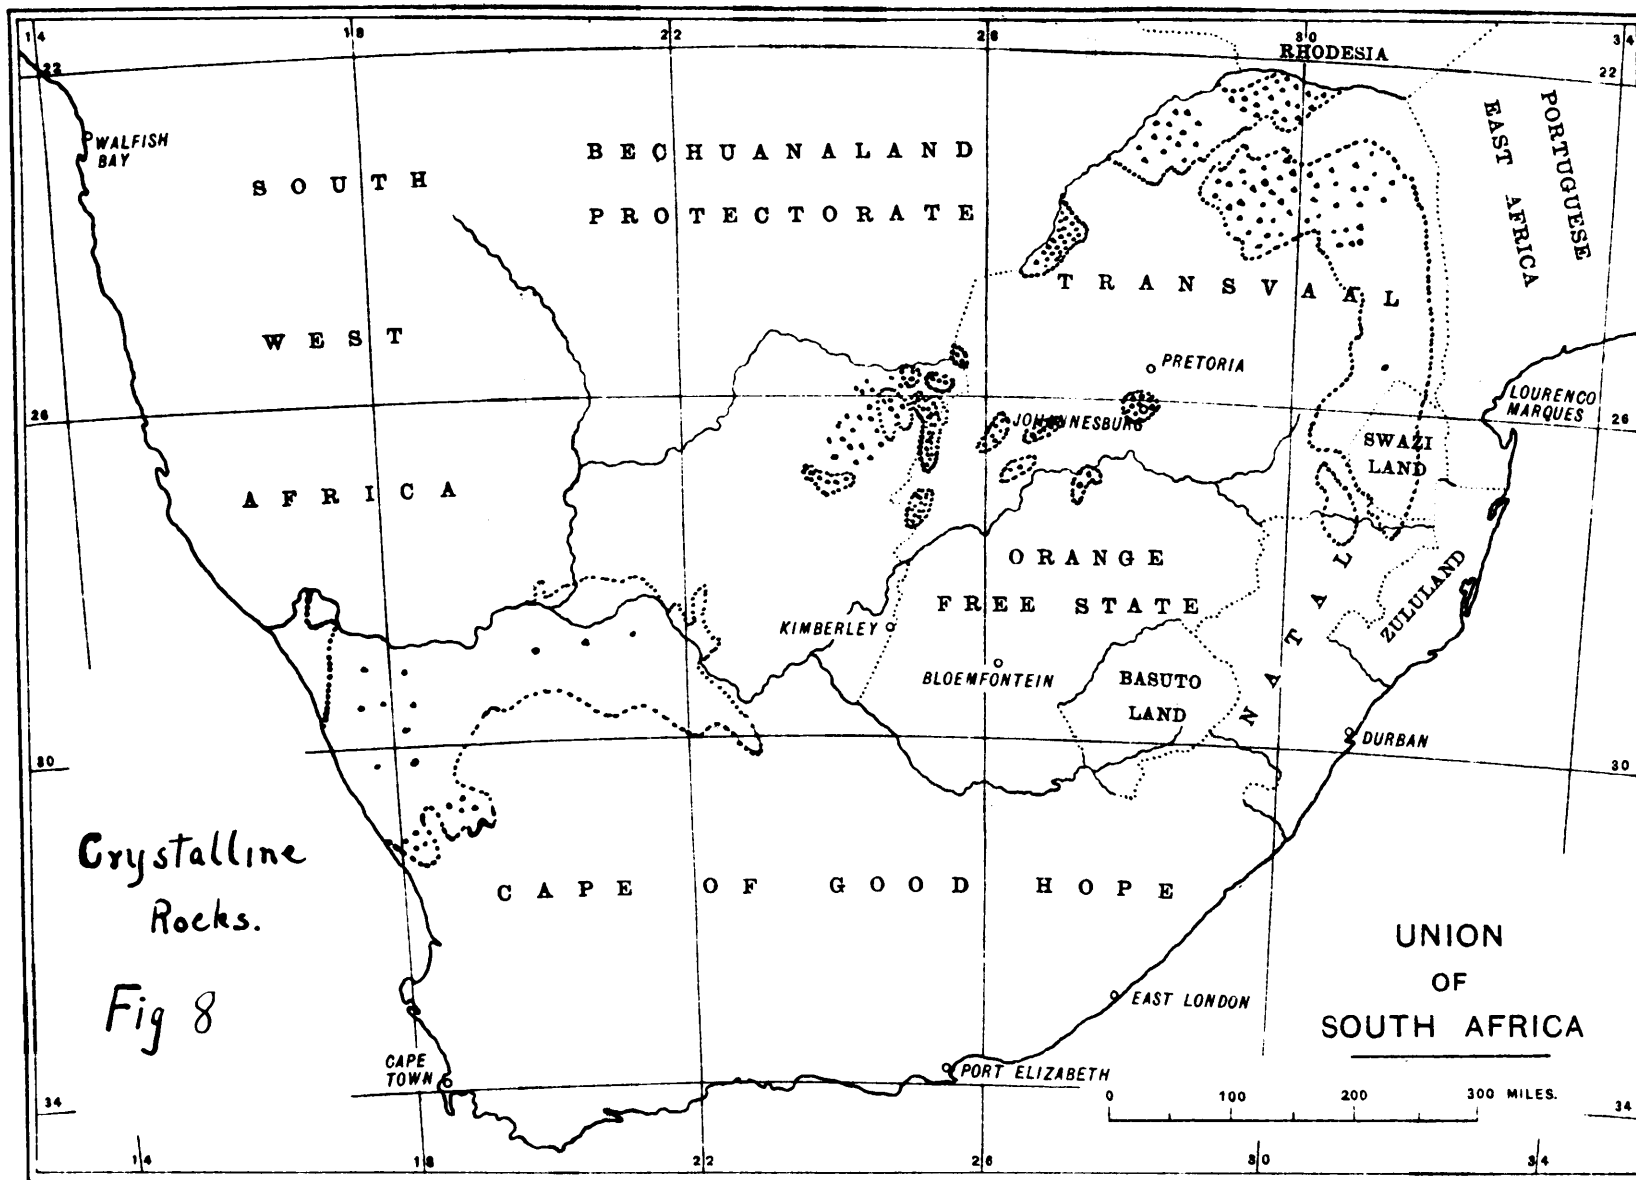 14 18 22 26 30 34
22 22
RHODESIA
WALFISH
BAY
BECHUANALAND
PROTECTORATE
SOUTH
WEST
AFRICA
PORTUGUESE
EAST AFRICA
TRANSVAAL
PRETORIA
JOHANNESBURG
LOURENCO
MARQUES
26 26
SWAZI
LAND
ORANGE
FREE STATE
KIMBERLEY
BLOEMFONTEIN
BASUTO
LAND
NATAL
ZULULAND
DURBAN
30 30
Crystalline
Rocks.
Fig 8
CAPE OF GOOD HOPE
EAST LONDON
PORT ELIZABETH
CAPE
TOWN
UNION
OF
SOUTH AFRICA
0 100 200 300 MILES.
34 34
14 18 22 26 30 34